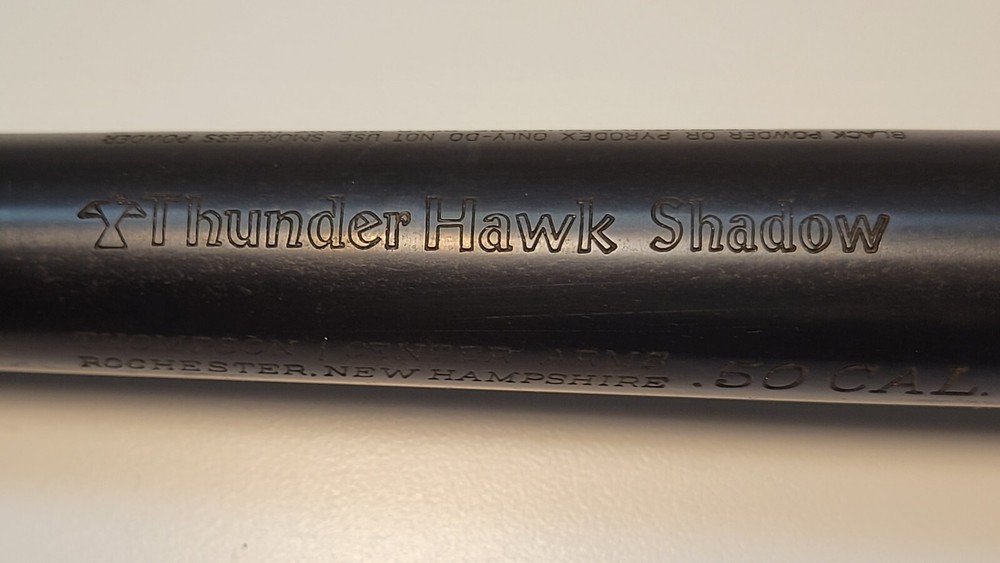 BLACK POWDER OR PYRODEX ONLY-DO NOT USE SMOKELESS POWDER
Thunder Hawk Shadow
THOMPSON / CENTER ARMS
ROCHESTER, NEW HAMPSHIRE .50 CAL.